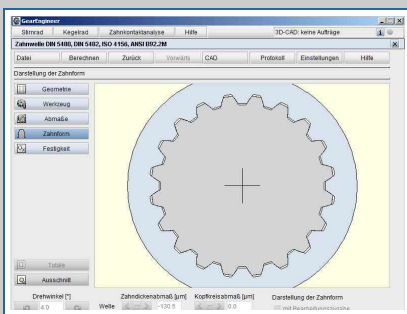 GearEngineer
Stirnrad Kegelrad Zahnkontaktanalyse Hilfe 3D-CAD: keine Aufträge
Zahnwelle DIN 5480, DIN 5482, ISO 4156, ANSI B92.2M
Datei Berechnen Zurück Vorwärts CAD Protokoll Einstellungen Hilfe
Darstellung der Zahnform
Geometrie
Werkzeug
Abmaße
Zahnform
Festigkeit
Totale
Ausschnitt
Drehwinkel [°] Zahndickenabmaß [µm] Kopfkreisabmaß [µm] Darstellung der Zahnform
4.0 Welle -130.5 0.0 mit Bearbeitungszugabe